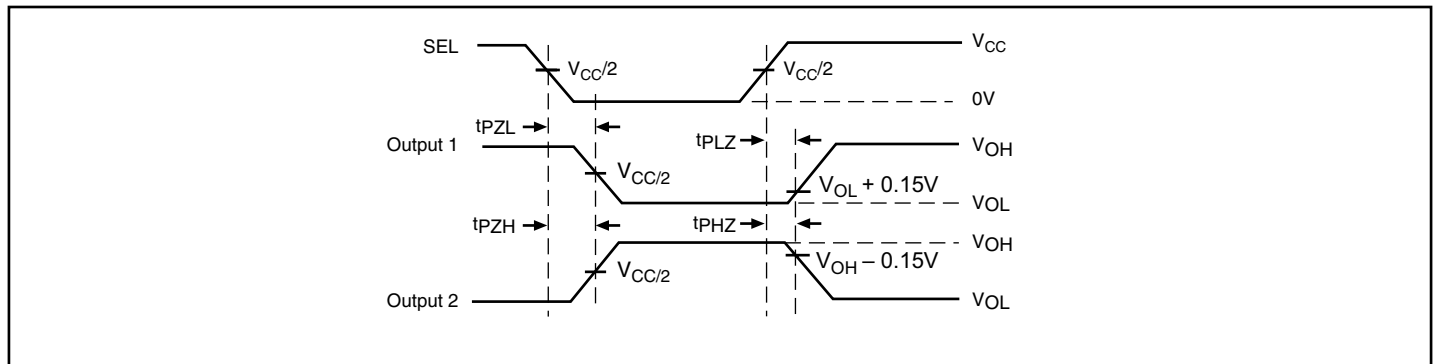 SEL
VCC/2
VCC/2
VCC
0V
tPZL
tPLZ
Output 1
VCC/2
VOL + 0.15V
VOH
VOL
tPZH
tPHZ
VOH
VCC/2
VOH – 0.15V
Output 2
VOL